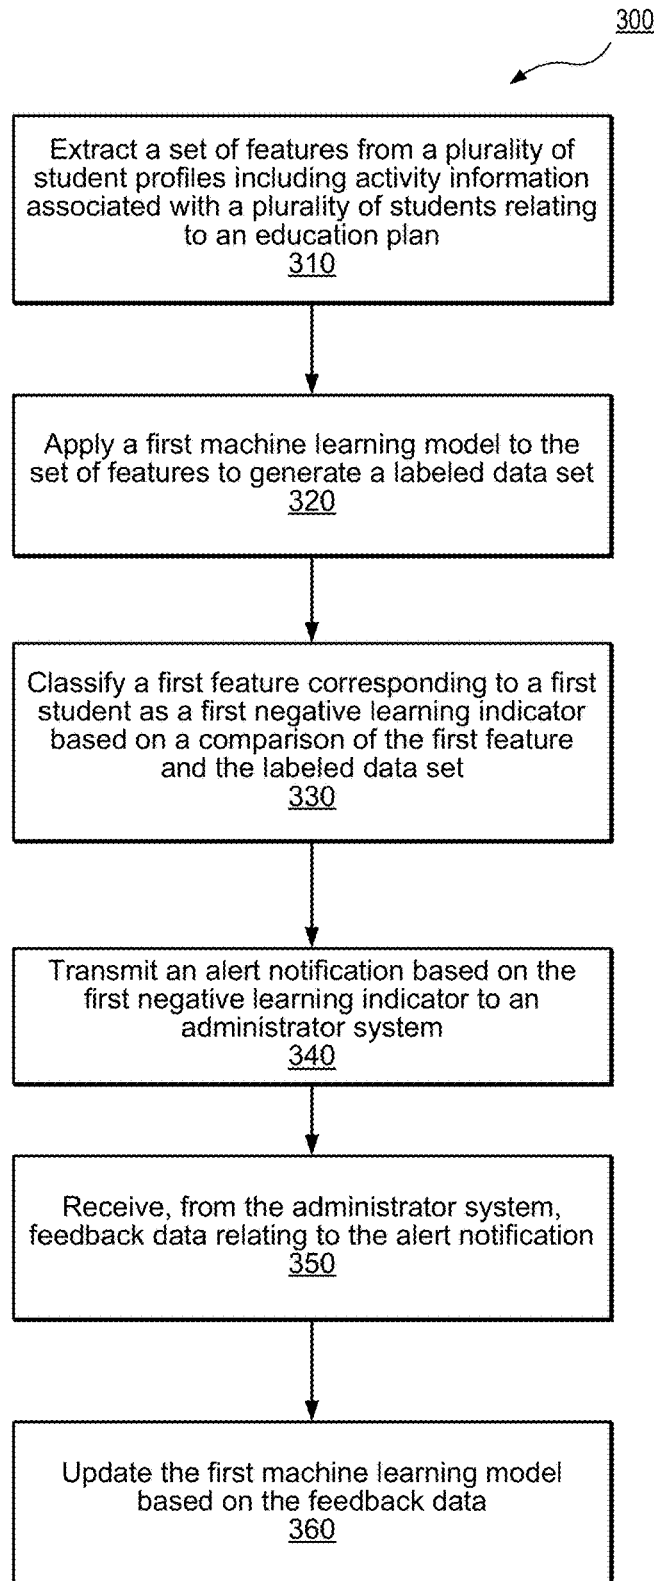 300
Extract a set of features from a plurality of
student profiles including activity information
associated with a plurality of students relating
to an education plan
310
Apply a first machine learning model to the
set of features to generate a labeled data set
320
Classify a first feature corresponding to a first
student as a first negative learning indicator
based on a comparison of the first feature
and the labeled data set
330
Transmit an alert notification based on the
first negative learning indicator to an
administrator system
340
Receive, from the administrator system,
feedback data relating to the alert notification
350
Update the first machine learning model
based on the feedback data
360